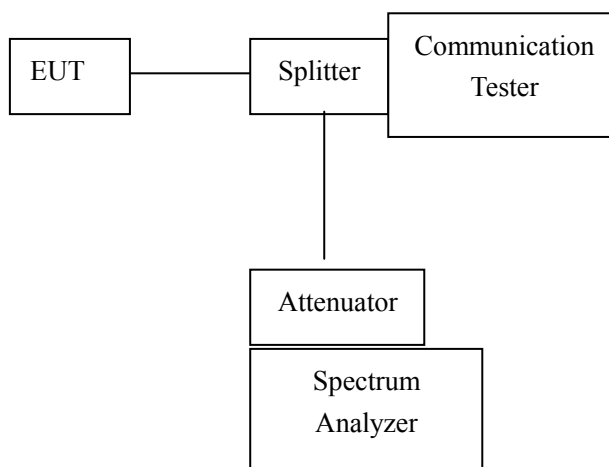 EUT
Splitter
Communication
Tester
Attenuator
Spectrum
Analyzer